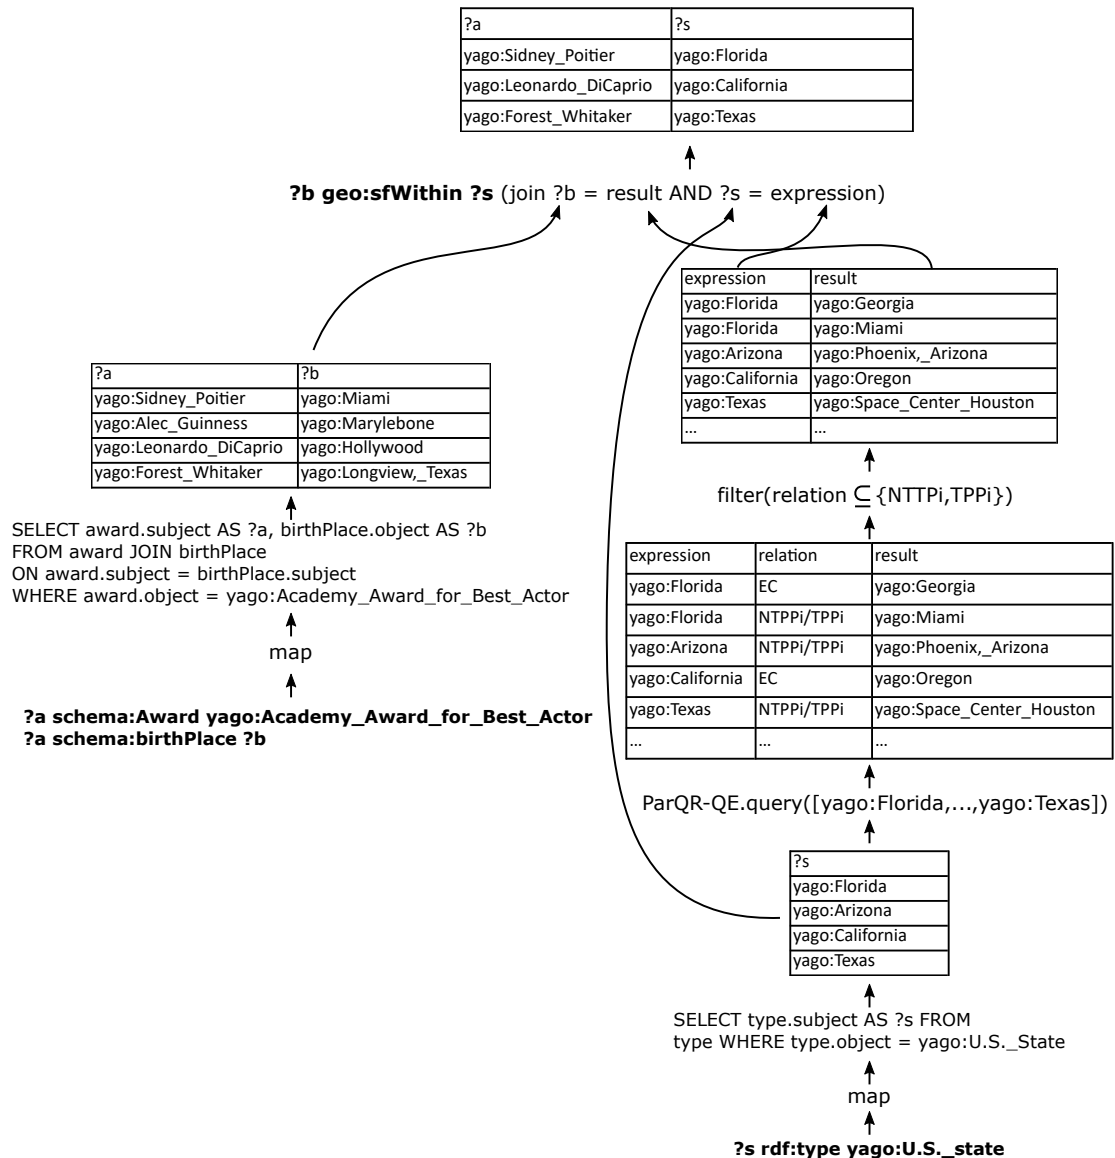 ?a ?s
yago:Sidney_Poitier yago:Florida
yago:Leonardo_DiCaprio yago:California
yago:Forest_Whitaker yago:Texas
?b geo:sfWithin ?s (join ?b = result AND ?s = expression)
expression result
yago:Florida yago:Georgia
yago:Florida yago:Miami
yago:Arizona yago:Phoenix,_Arizona
yago:California yago:Oregon
yago:Texas yago:Space_Center_Houston
... ...
?a ?b
yago:Sidney_Poitier yago:Miami
yago:Alec_Guinness yago:Marylebone
yago:Leonardo_DiCaprio yago:Hollywood
yago:Forest_Whitaker yago:Longview,_Texas
filter(relation ⊆ {NTTPi,TPPi})
SELECT award.subject AS ?a, birthPlace.object AS ?b
FROM award JOIN birthPlace
ON award.subject = birthPlace.subject
WHERE award.object = yago:Academy_Award_for_Best_Actor
map
?a schema:Award yago:Academy_Award_for_Best_Actor
?a schema:birthPlace ?b
expression relation result
yago:Florida EC yago:Georgia
yago:Florida NTPPi/TPPi yago:Miami
yago:Arizona NTPPi/TPPi yago:Phoenix,_Arizona
yago:California EC yago:Oregon
yago:Texas NTPPi/TPPi yago:Space_Center_Houston
... ... ...
ParQR-QE.query([yago:Florida,...,yago:Texas])
?s
yago:Florida
yago:Arizona
yago:California
yago:Texas
SELECT type.subject AS ?s FROM
type WHERE type.object = yago:U.S._State
map
?s rdf:type yago:U.S._state